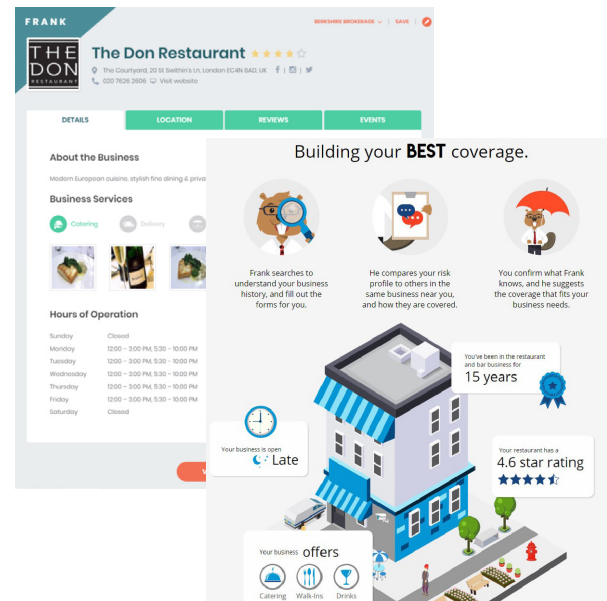 FRANK
BERKSHIRE BROKERAGE | SAVE |
THE
DON
RESTAURANT
The Don Restaurant
The Courtyard, 20 St Swithin's Ln, London EC4N 8AD, UK
020 7626 2606 Visit website
DETAILS LOCATION REVIEWS EVENTS
About the Business
Modern European cuisine, stylish fine dining & priva
Business Services
Catering Delivery
Hours of Operation
Sunday Closed
Monday 12:00 – 3:00 PM, 5:30 – 10:00 PM
Tuesday 12:00 – 3:00 PM, 5:30 – 10:00 PM
Wednesday 12:00 – 3:00 PM, 5:30 – 10:00 PM
Thursday 12:00 – 3:00 PM, 5:30 – 10:00 PM
Friday 12:00 – 3:00 PM, 5:30 – 10:00 PM
Saturday Closed
Building your BEST coverage.
Frank searches to
understand your business
history, and fill out the
forms for you.
He compares your risk
profile to others in the
same business near you,
and how they are covered.
You confirm what Frank
knows, and he suggests
the coverage that fits your
business needs.
You've been in the restaurant
and bar business for
15 years
Your business is open
Late
Your restaurant has a
4.6 star rating
Your business offers
Catering Walk-Ins Drinks